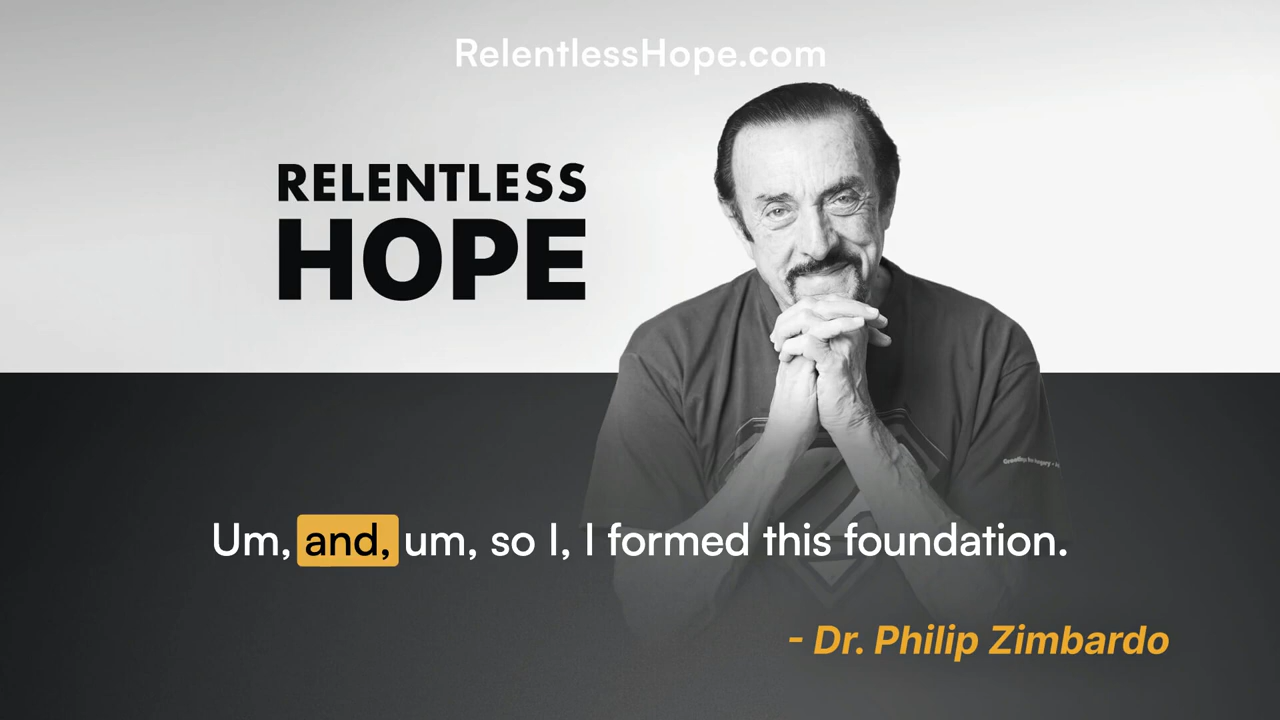 RelentlessHope.com
RELENTLESS
HOPE
Um, and, um, so I, I formed this foundation.
- Dr. Philip Zimbardo